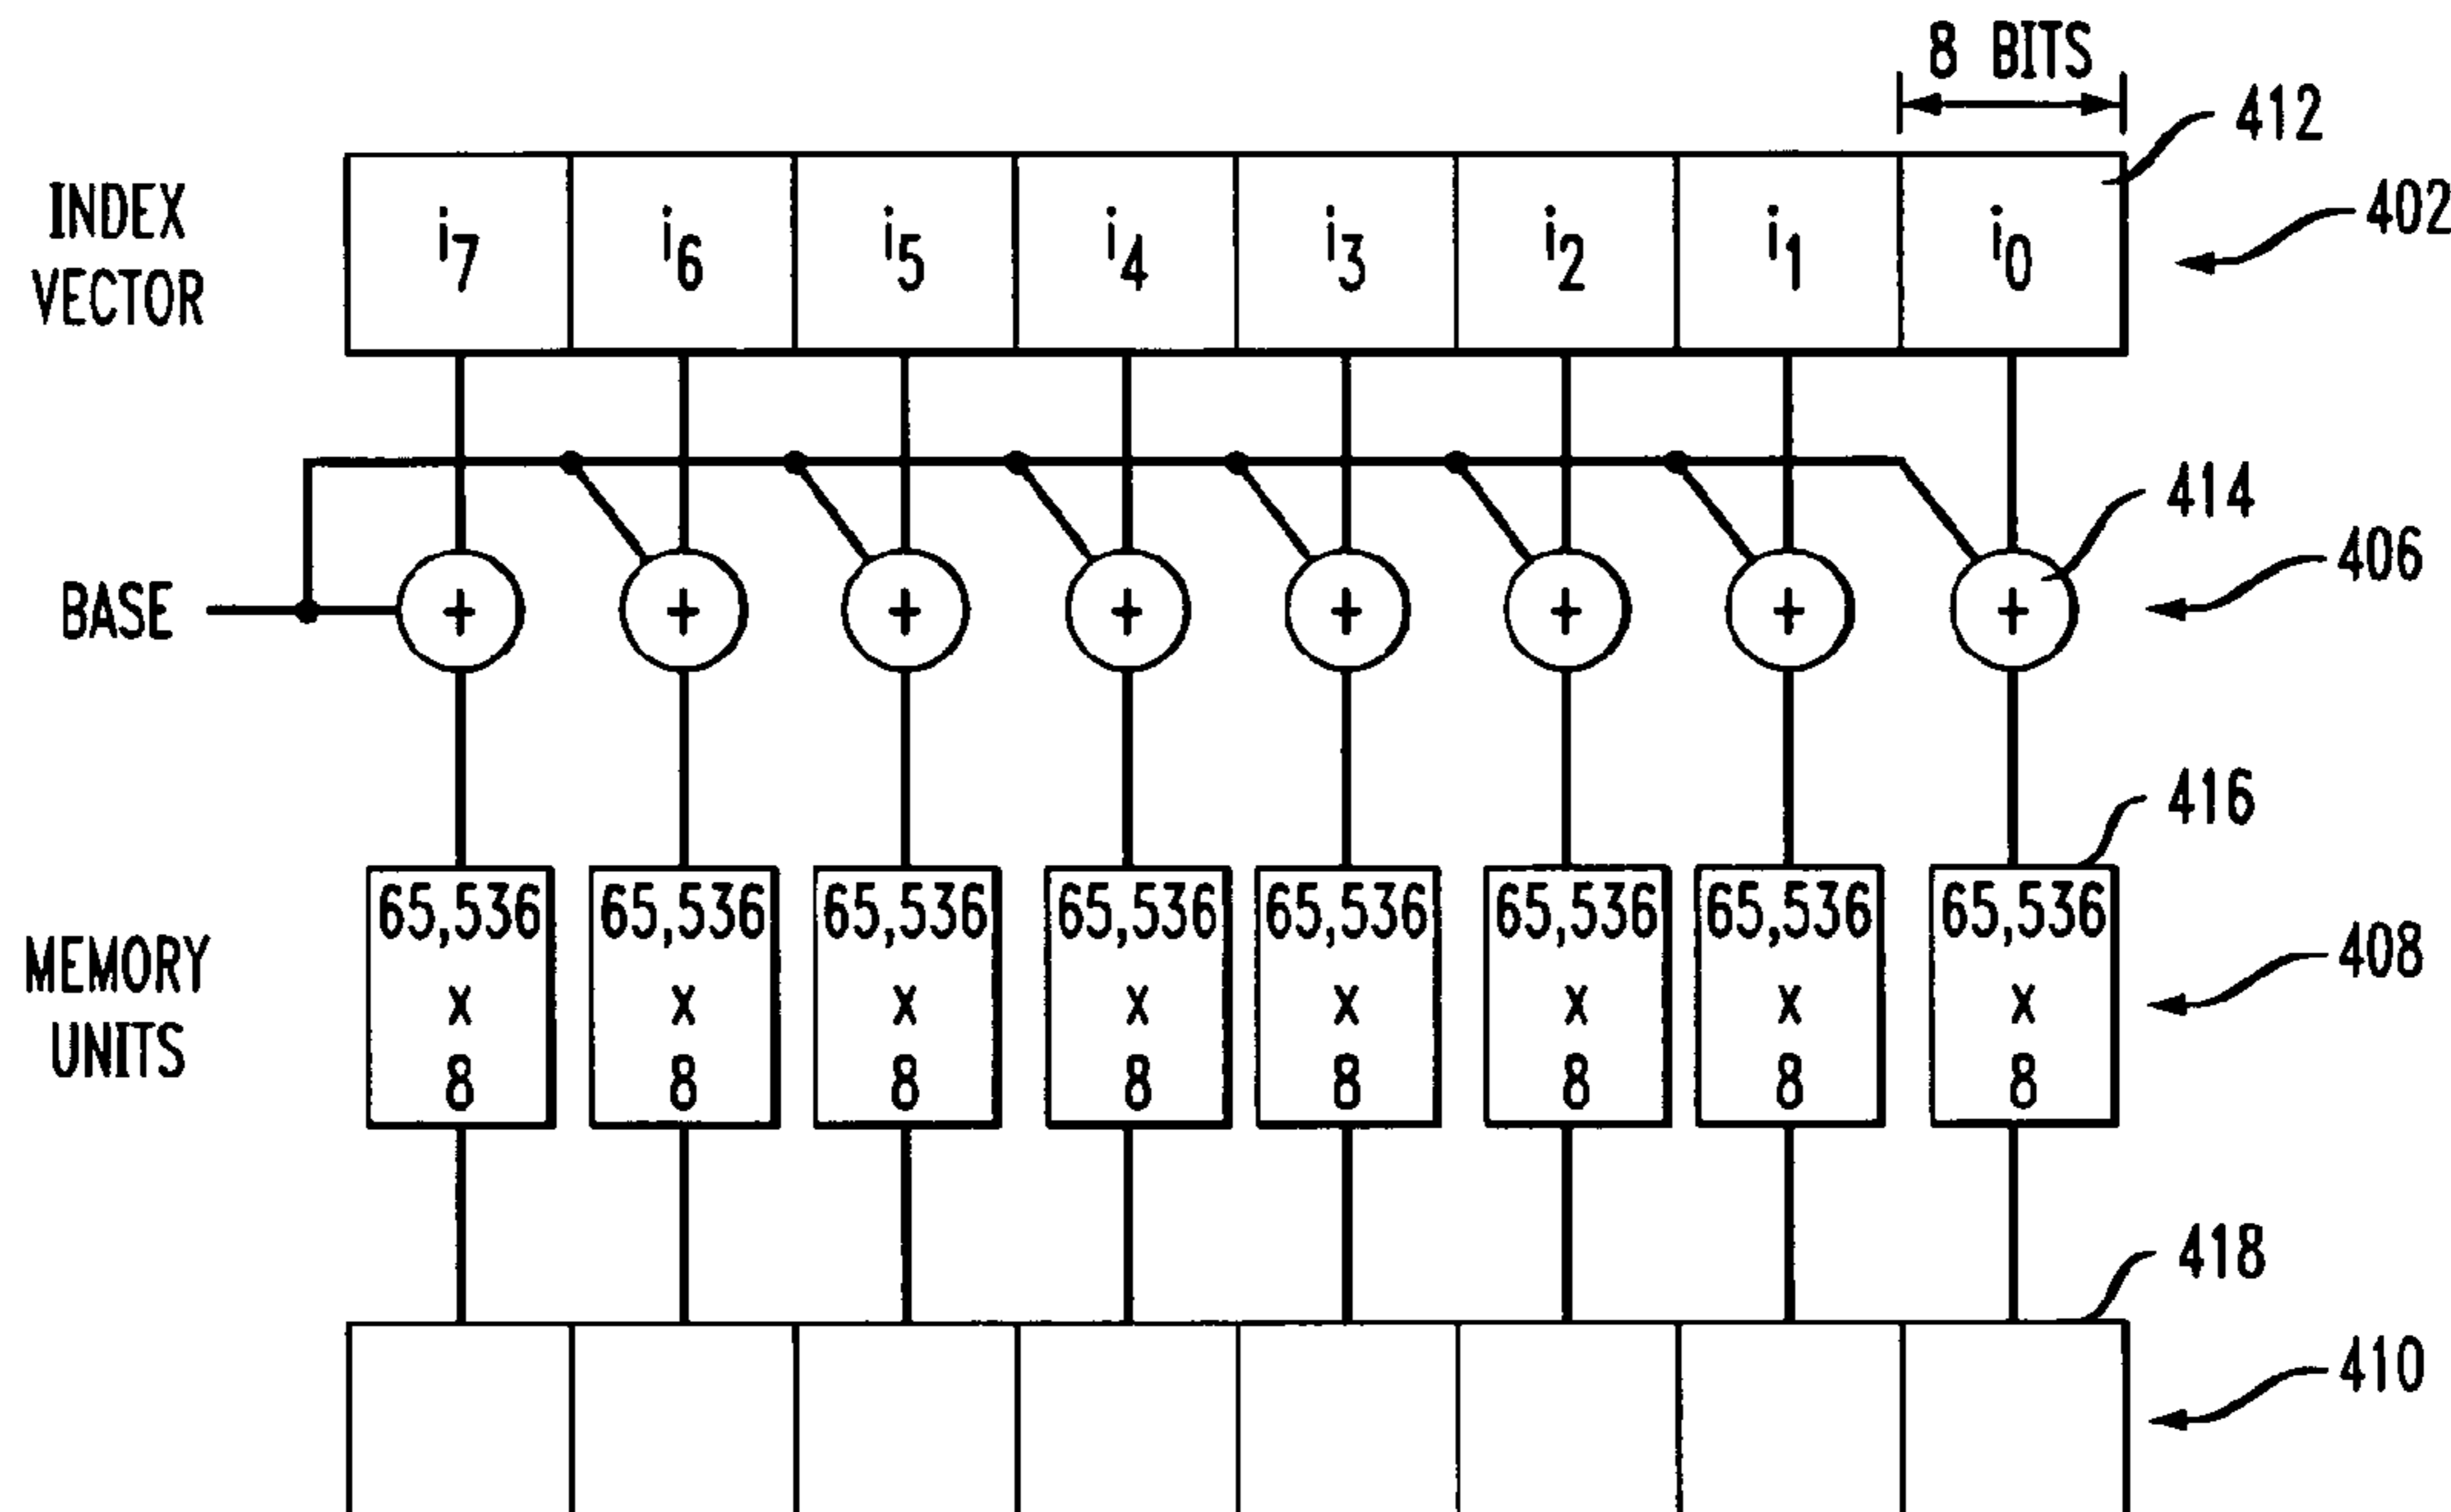 8 BITS
412
INDEX
VECTOR
i7 i6 i5 i4 i3 i2 i1 i0
402
414
BASE
+ + + + + + + +
406
416
MEMORY
UNITS
65,536 65,536 65,536 65,536 65,536 65,536 65,536 65,536
x x x x x x x x
8 8 8 8 8 8 8 8
408
418
410